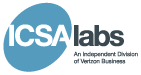 ICSAlabs
An Independent Division
of Verizon Business